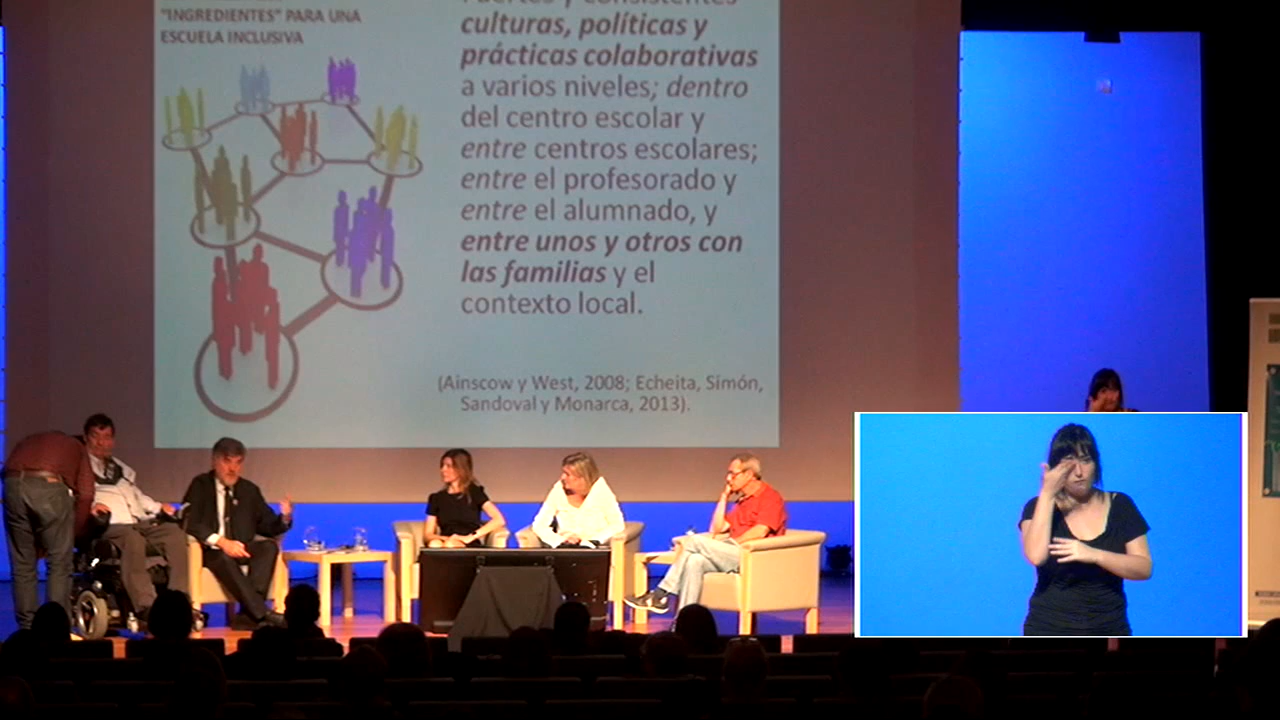 "INGREDIENTES" PARA UNA
ESCUELA INCLUSIVA
culturas, políticas y
prácticas colaborativas
a varios niveles; dentro
del centro escolar y
entre centros escolares;
entre el profesorado y
entre el alumnado, y
entre unos y otros con
las familias y el
contexto local.
(Ainscow y West, 2008; Echeita, Simón,
Sandoval y Monarca, 2013).